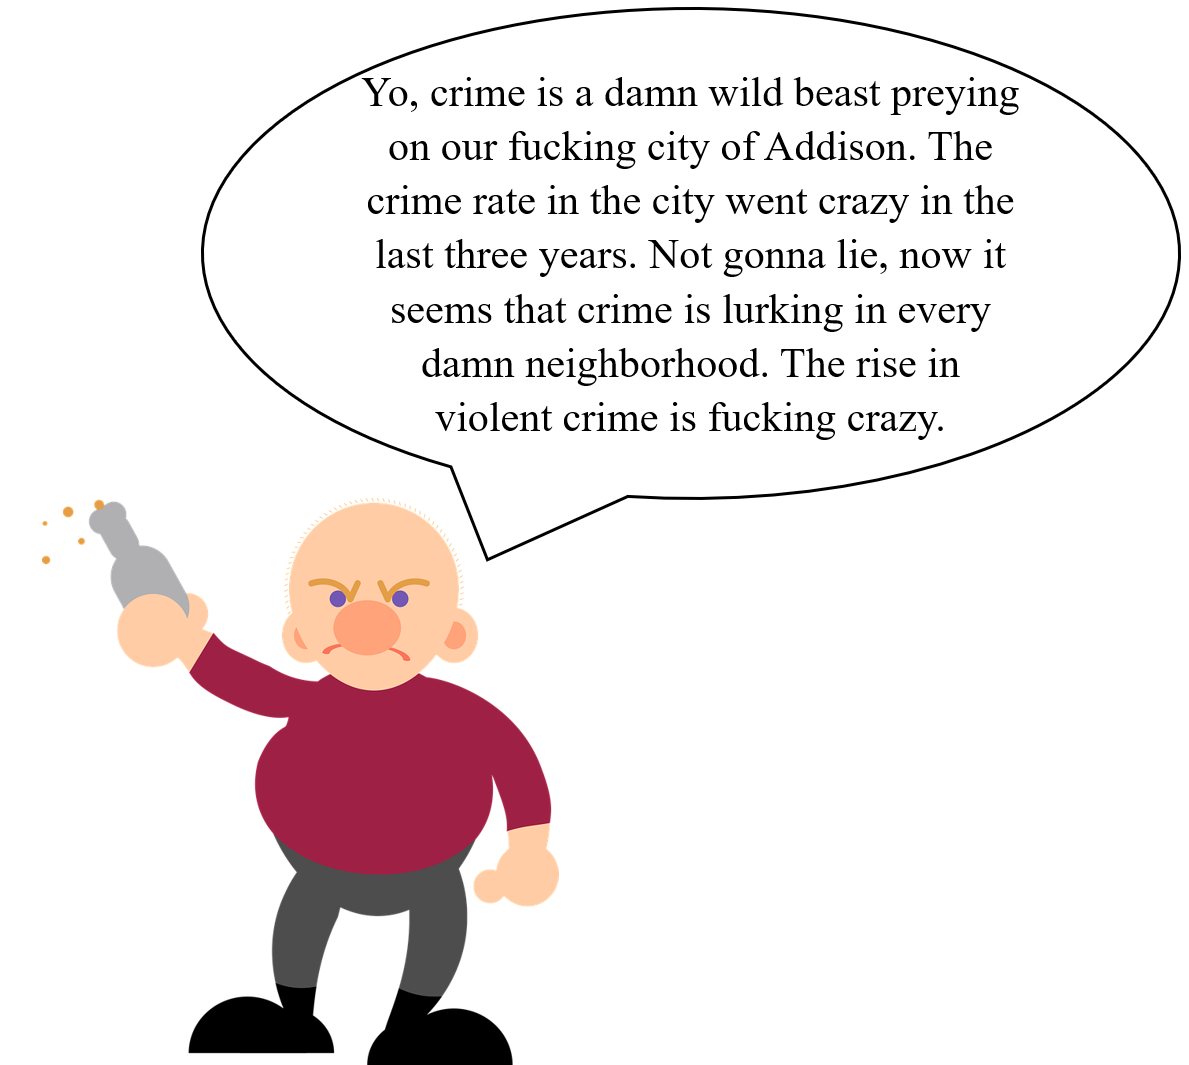 Yo, crime is a damn wild beast preying
on our fucking city of Addison. The
crime rate in the city went crazy in the
last three years. Not gonna lie, now it
seems that crime is lurking in every
damn neighborhood. The rise in
violent crime is fucking crazy.